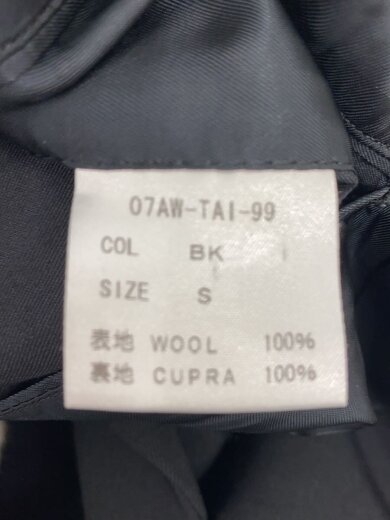 07AW-TAI-99
COL BK
SIZE S
表地 WOOL 100%
裏地 CUPRA 100%